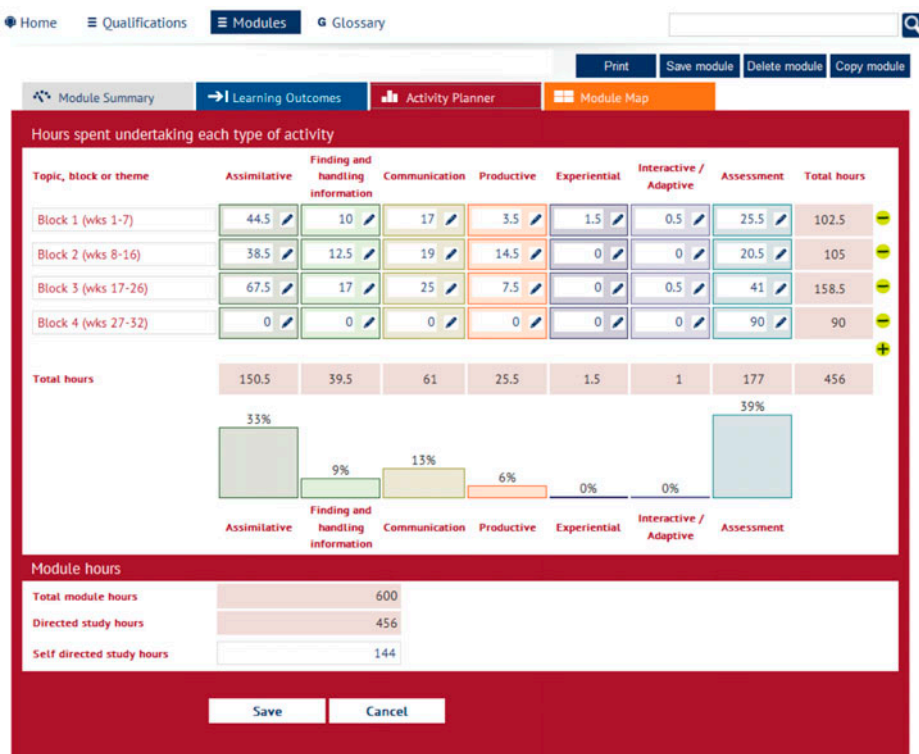 Home Qualifications Modules G Glossary
Print Save module Delete module Copy module
Module Summary Learning Outcomes Activity Planner Module Map
Hours spent undertaking each type of activity
Topic, block or theme Assimilative Finding and handling information Communication Productive Experiential Interactive / Adaptive Assessment Total hours
Block 1 (wks 1-7) 44.5 10 17 3.5 1.5 0.5 25.5 102.5
Block 2 (wks 8-16) 38.5 12.5 19 14.5 0 0 20.5 105
Block 3 (wks 17-26) 67.5 17 25 7.5 0 0.5 41 158.5
Block 4 (wks 27-32) 0 0 0 0 0 0 90 90
Total hours 150.5 39.5 61 25.5 1.5 1 177 456
33% 9% 13% 6% 0% 0% 39%
Assimilative Finding and handling information Communication Productive Experiential Interactive / Adaptive Assessment
Module hours
Total module hours 600
Directed study hours 456
Self directed study hours 144
Save Cancel